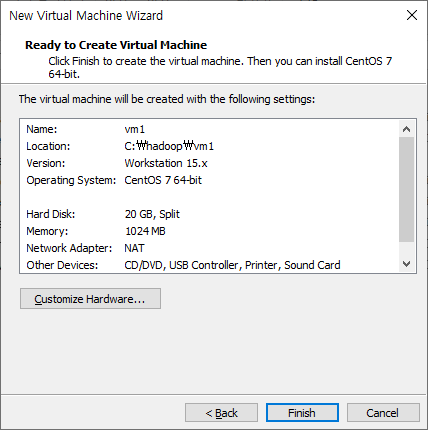 New Virtual Machine Wizard
Ready to Create Virtual Machine
Click Finish to create the virtual machine. Then you can install CentOS 7
64-bit.
The virtual machine will be created with the following settings:
Name: vm1
Location: C:₩hadoop₩vm1
Version: Workstation 15.x
Operating System: CentOS 7 64-bit
Hard Disk: 20 GB, Split
Memory: 1024 MB
Network Adapter: NAT
Other Devices: CD/DVD, USB Controller, Printer, Sound Card
Customize Hardware...
< Back
Finish
Cancel